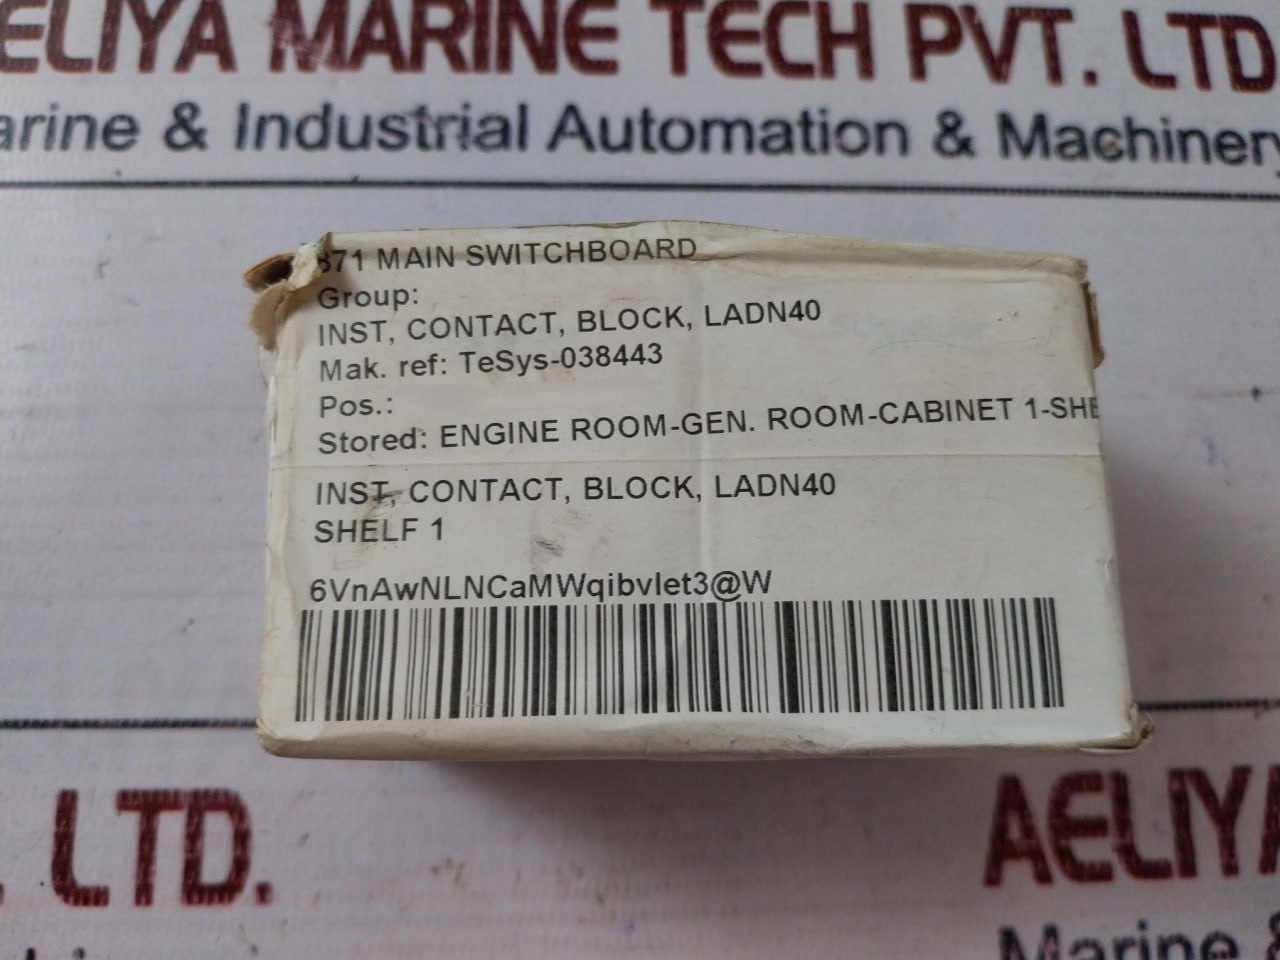 ELIYA MARINE TECH PVT. LTD
arine & Industrial Automation & Machinery
871 MAIN SWITCHBOARD
Group:
INST, CONTACT, BLOCK, LADN40
Mak. ref: TeSys-038443
Pos.:
Stored: ENGINE ROOM-GEN. ROOM-CABINET 1-SHE
INST, CONTACT, BLOCK, LADN40
SHELF 1
6VnAwNLNCaMWqibvlet3@W
. LTD.
AELIYA
Marine &